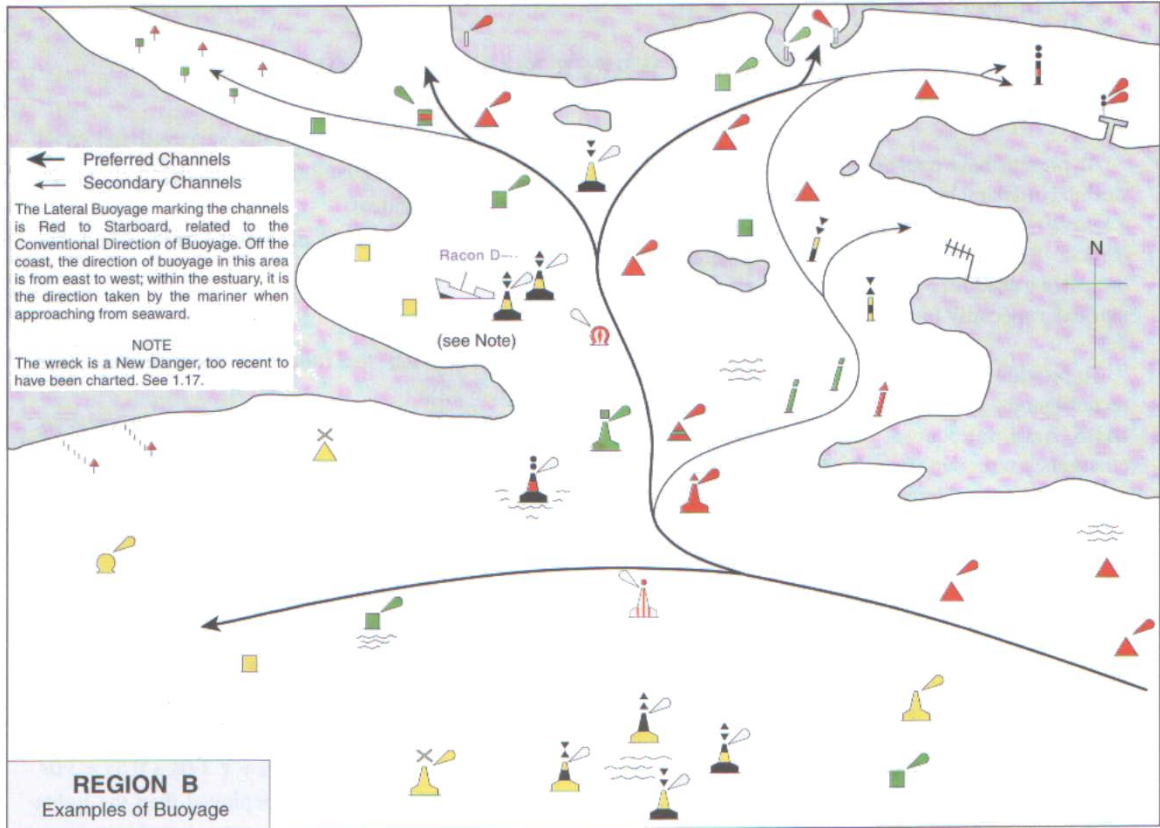 Preferred Channels
Secondary Channels
The Lateral Buoyage marking the channels
is Red to Starboard, related to the
Conventional Direction of Buoyage. Off the
coast, the direction of buoyage in this area
is from east to west; within the estuary, it is
the direction taken by the mariner when
approaching from seaward.
NOTE
The wreck is a New Danger, too recent to
have been charted. See 1.17.
Racon D
(see Note)
N
REGION B
Examples of Buoyage